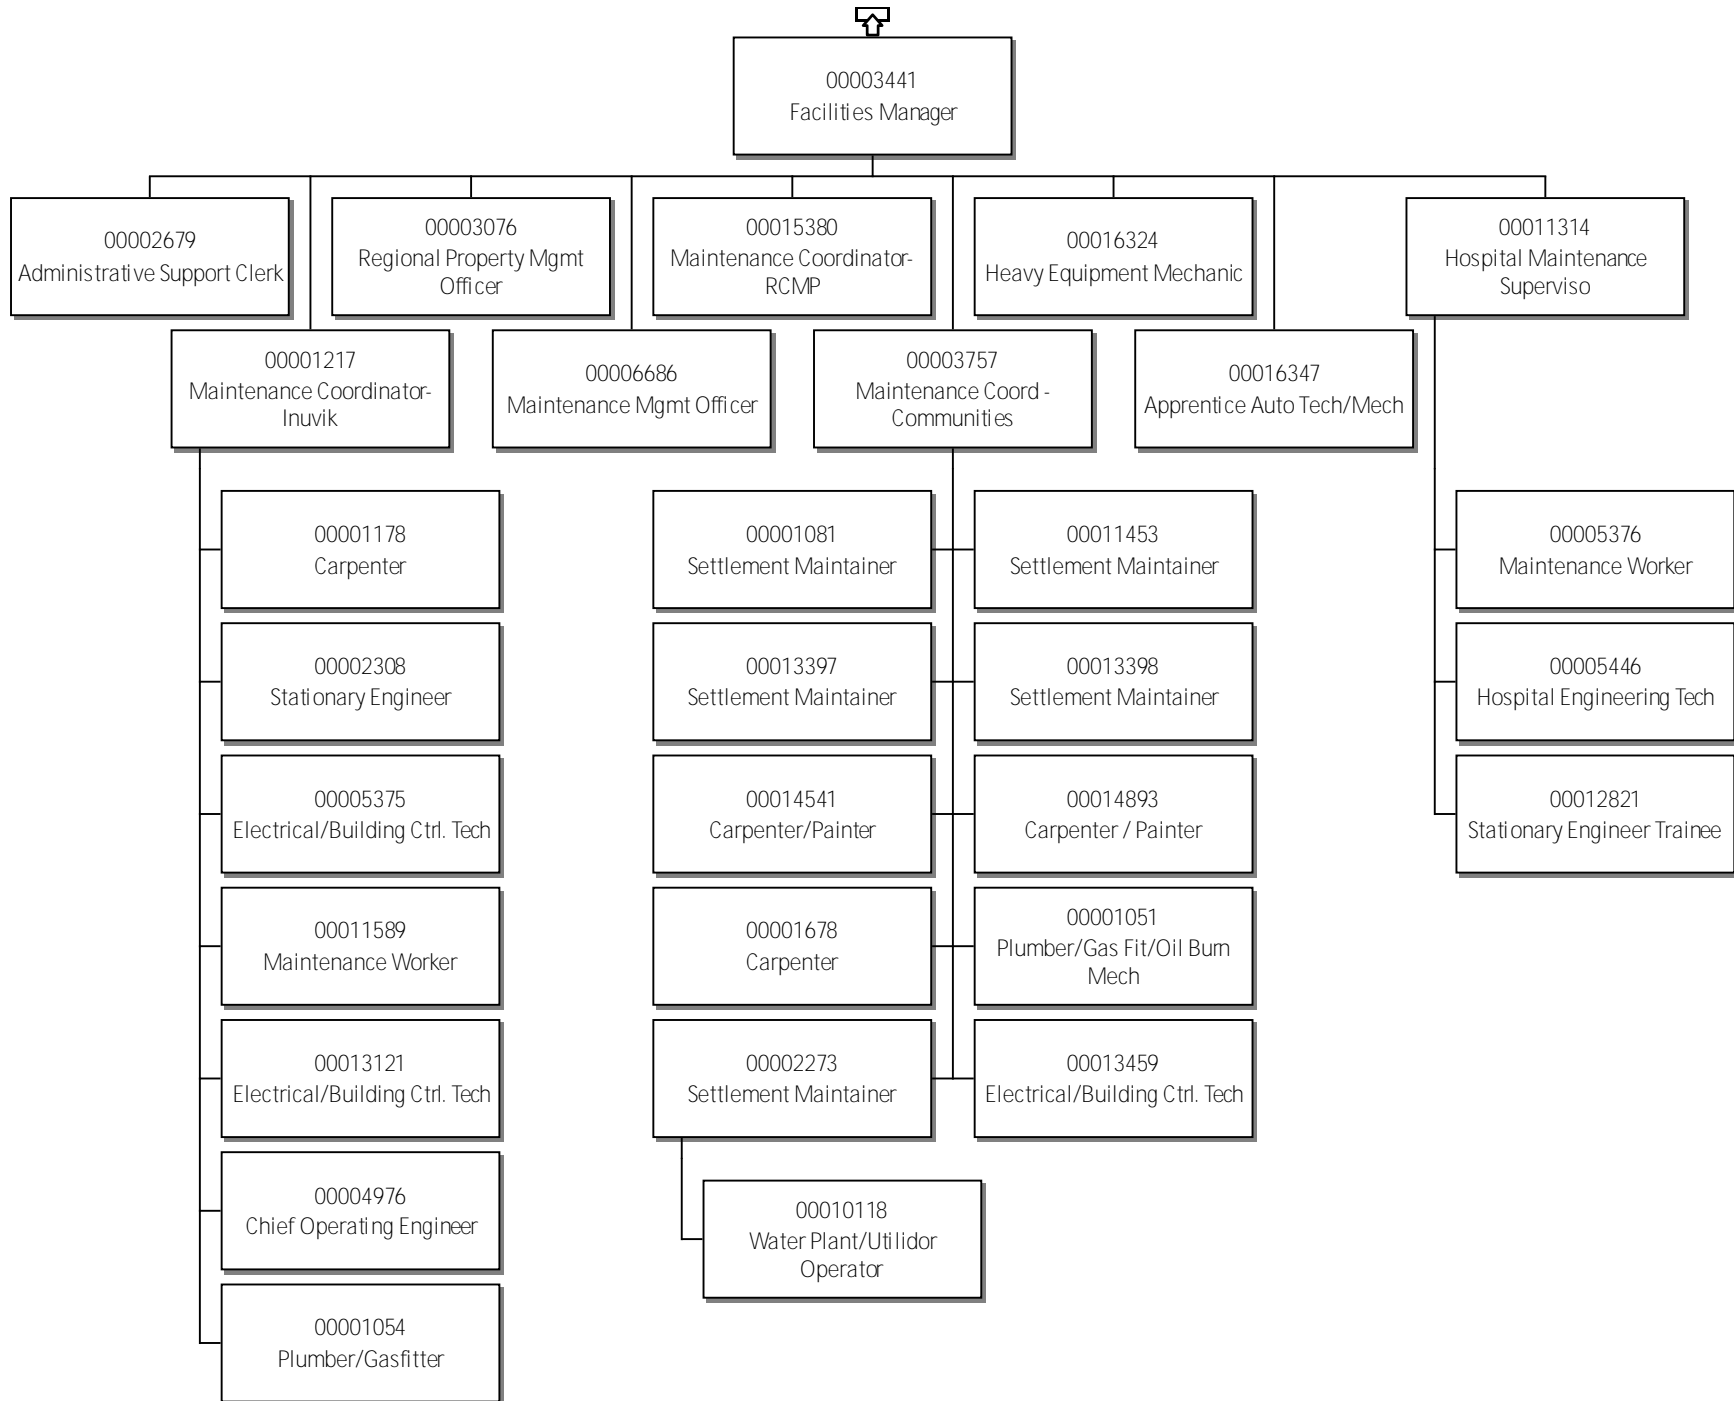 00003441
Facilities Manager
00002679
Administrative Support Clerk
00003076
Regional Property Mgmt
Officer
00015380
Maintenance Coordinator-
RCMP
00016324
Heavy Equipment Mechanic
00011314
Hospital Maintenance
Superviso
00001217
Maintenance Coordinator-
Inuvik
00006686
Maintenance Mgmt Officer
00003757
Maintenance Coord -
Communities
00016347
Apprentice Auto Tech/Mech
00001178
Carpenter
00002308
Stationary Engineer
00005375
Electrical/Building Ctrl. Tech
00011589
Maintenance Worker
00013121
Electrical/Building Ctrl. Tech
00004976
Chief Operating Engineer
00001054
Plumber/Gasfitter
00001081
Settlement Maintainer
00011453
Settlement Maintainer
00013397
Settlement Maintainer
00013398
Settlement Maintainer
00014541
Carpenter/Painter
00014893
Carpenter / Painter
00001678
Carpenter
00001051
Plumber/Gas Fit/Oil Burn
Mech
00002273
Settlement Maintainer
00013459
Electrical/Building Ctrl. Tech
00010118
Water Plant/Utilidor
Operator
00005376
Maintenance Worker
00005446
Hospital Engineering Tech
00012821
Stationary Engineer Trainee